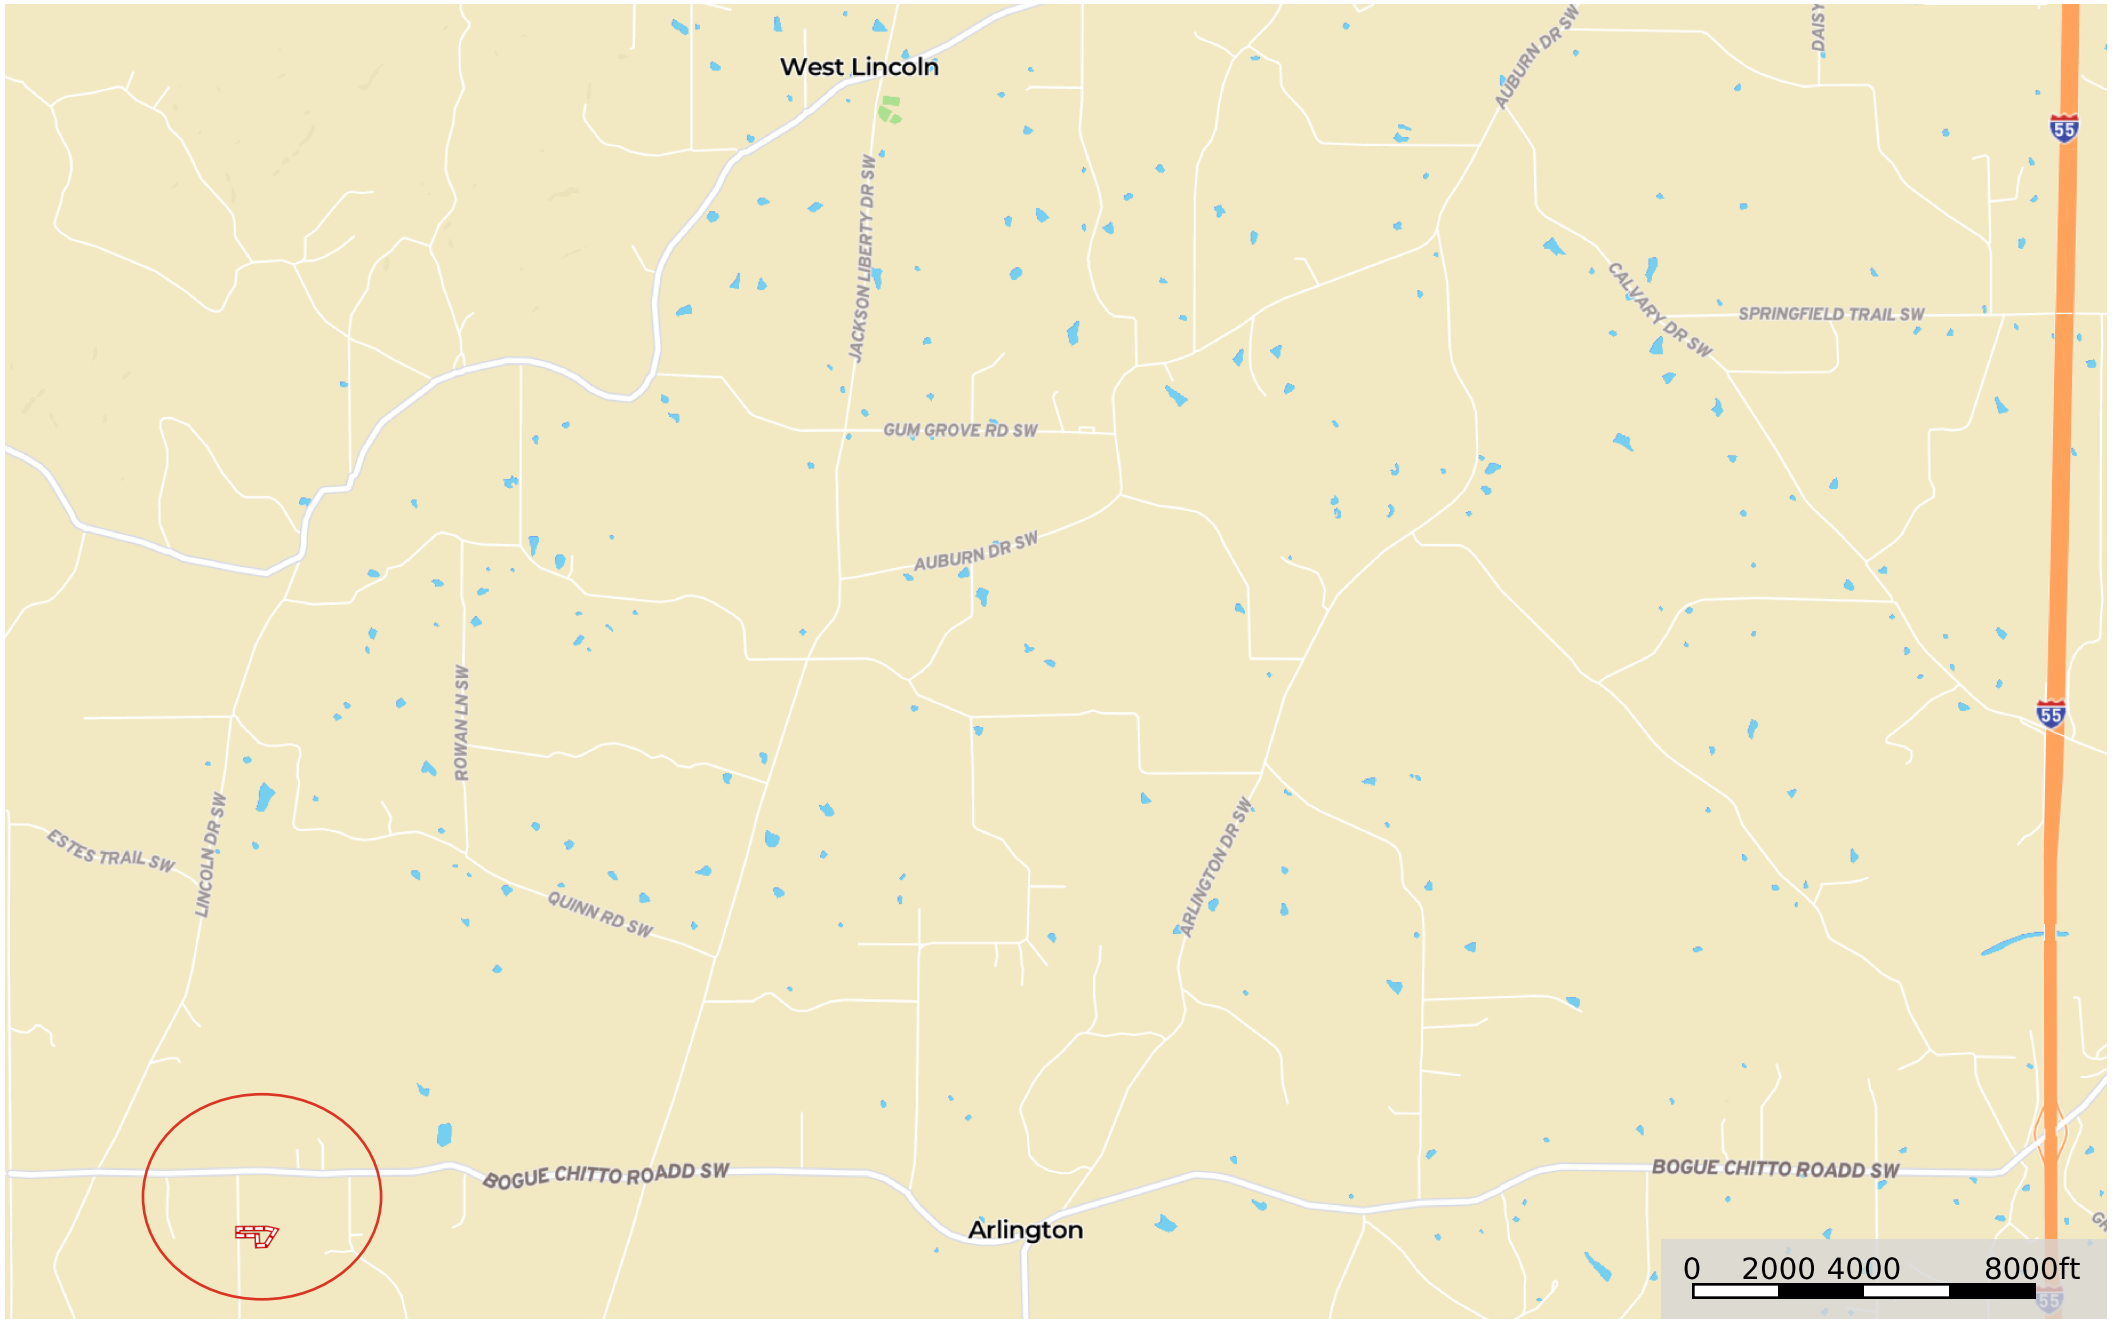 DAISY
AUBURN DR SW
West Lincoln
55
JACKSON LIBERTY DR SW
CALVARY DR SW
SPRINGFIELD TRAIL SW
GUM GROVE RD SW
AUBURN DR SW
ROWAN LN SW
55
LINCOLN DR SW
ESTES TRAIL SW
ARLINGTON DR SW
QUINN RD SW
BOGUE CHITTO ROADD SW
BOGUE CHITTO ROADD SW
Arlington
GR
0 2000 4000 8000ft
55